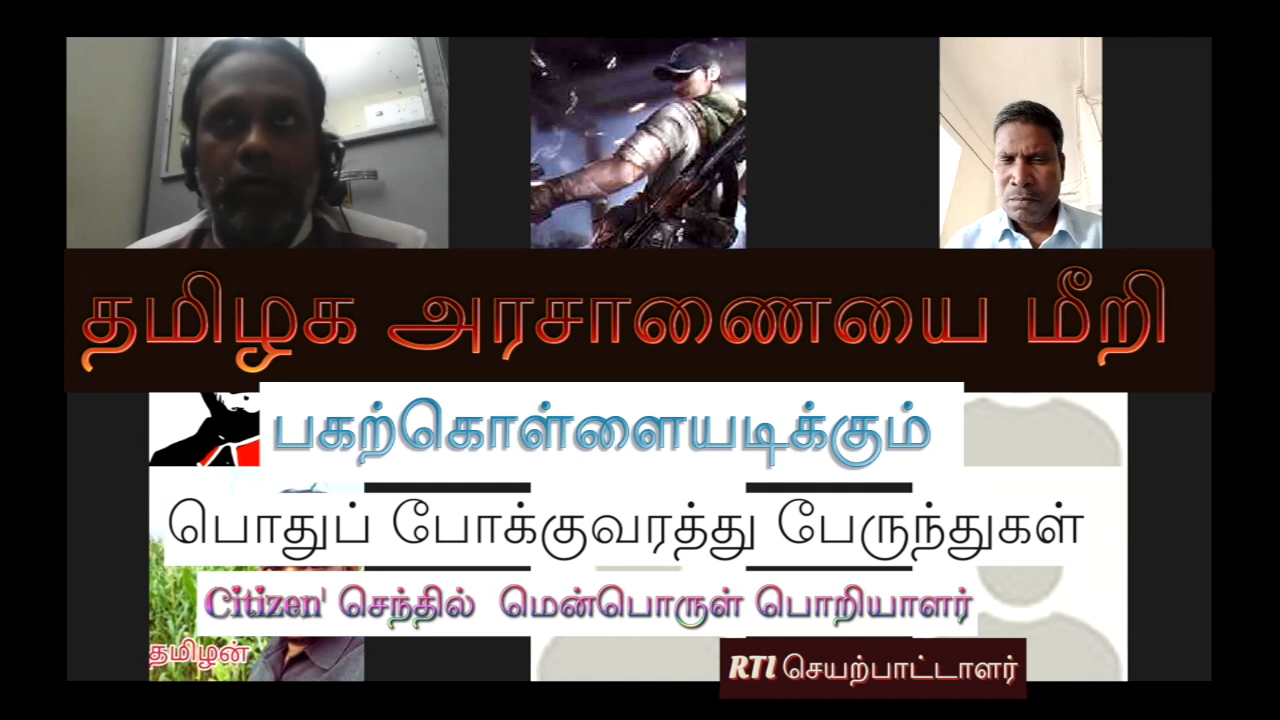 தமிழக அரசாணையை மீறி
பகற்கொள்ளையடிக்கும்
பொதுப் போக்குவரத்து பேருந்துகள்
Citizen' செந்தில் மென்பொருள் பொறியாளர்
தமிழன்
RTI செயற்பாட்டாளர்